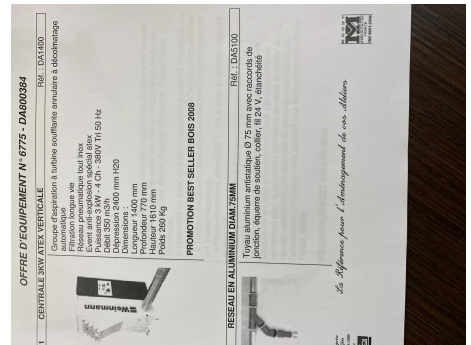 OFFRE D'EQUIPEMENT N° 6775 - DA800384
1 CENTRALE 3KW ATEX VERTICALE Réf. : DA1400
Groupe d'aspiration à turbine soufflante annulaire à décolmatage
automatique
Filtration longue vie
Réseau pneumatique tout inox
Event anti-explosion spécial atex
Puissance 3 kW - 4 Ch - 380V Tri 50 Hz
Débit 350 m3/h
Dépression 2400 mm H20
Dimensions :
Longueur 1400 mm
Profondeur 770 mm
Hauteur 1610 mm
Poids 260 Kg
PROMOTION BEST SELLER BOIS 2008
Weinmann
RESEAU EN ALUMINIUM DIAM.75MM Réf. : DA5100
Tuyau aluminium antistatique Ø 75 mm avec raccords de
jonction, équerre de soutien, collier, fil 24 V, étanchéité
La Référence pour l'Aménagement de vos Ateliers